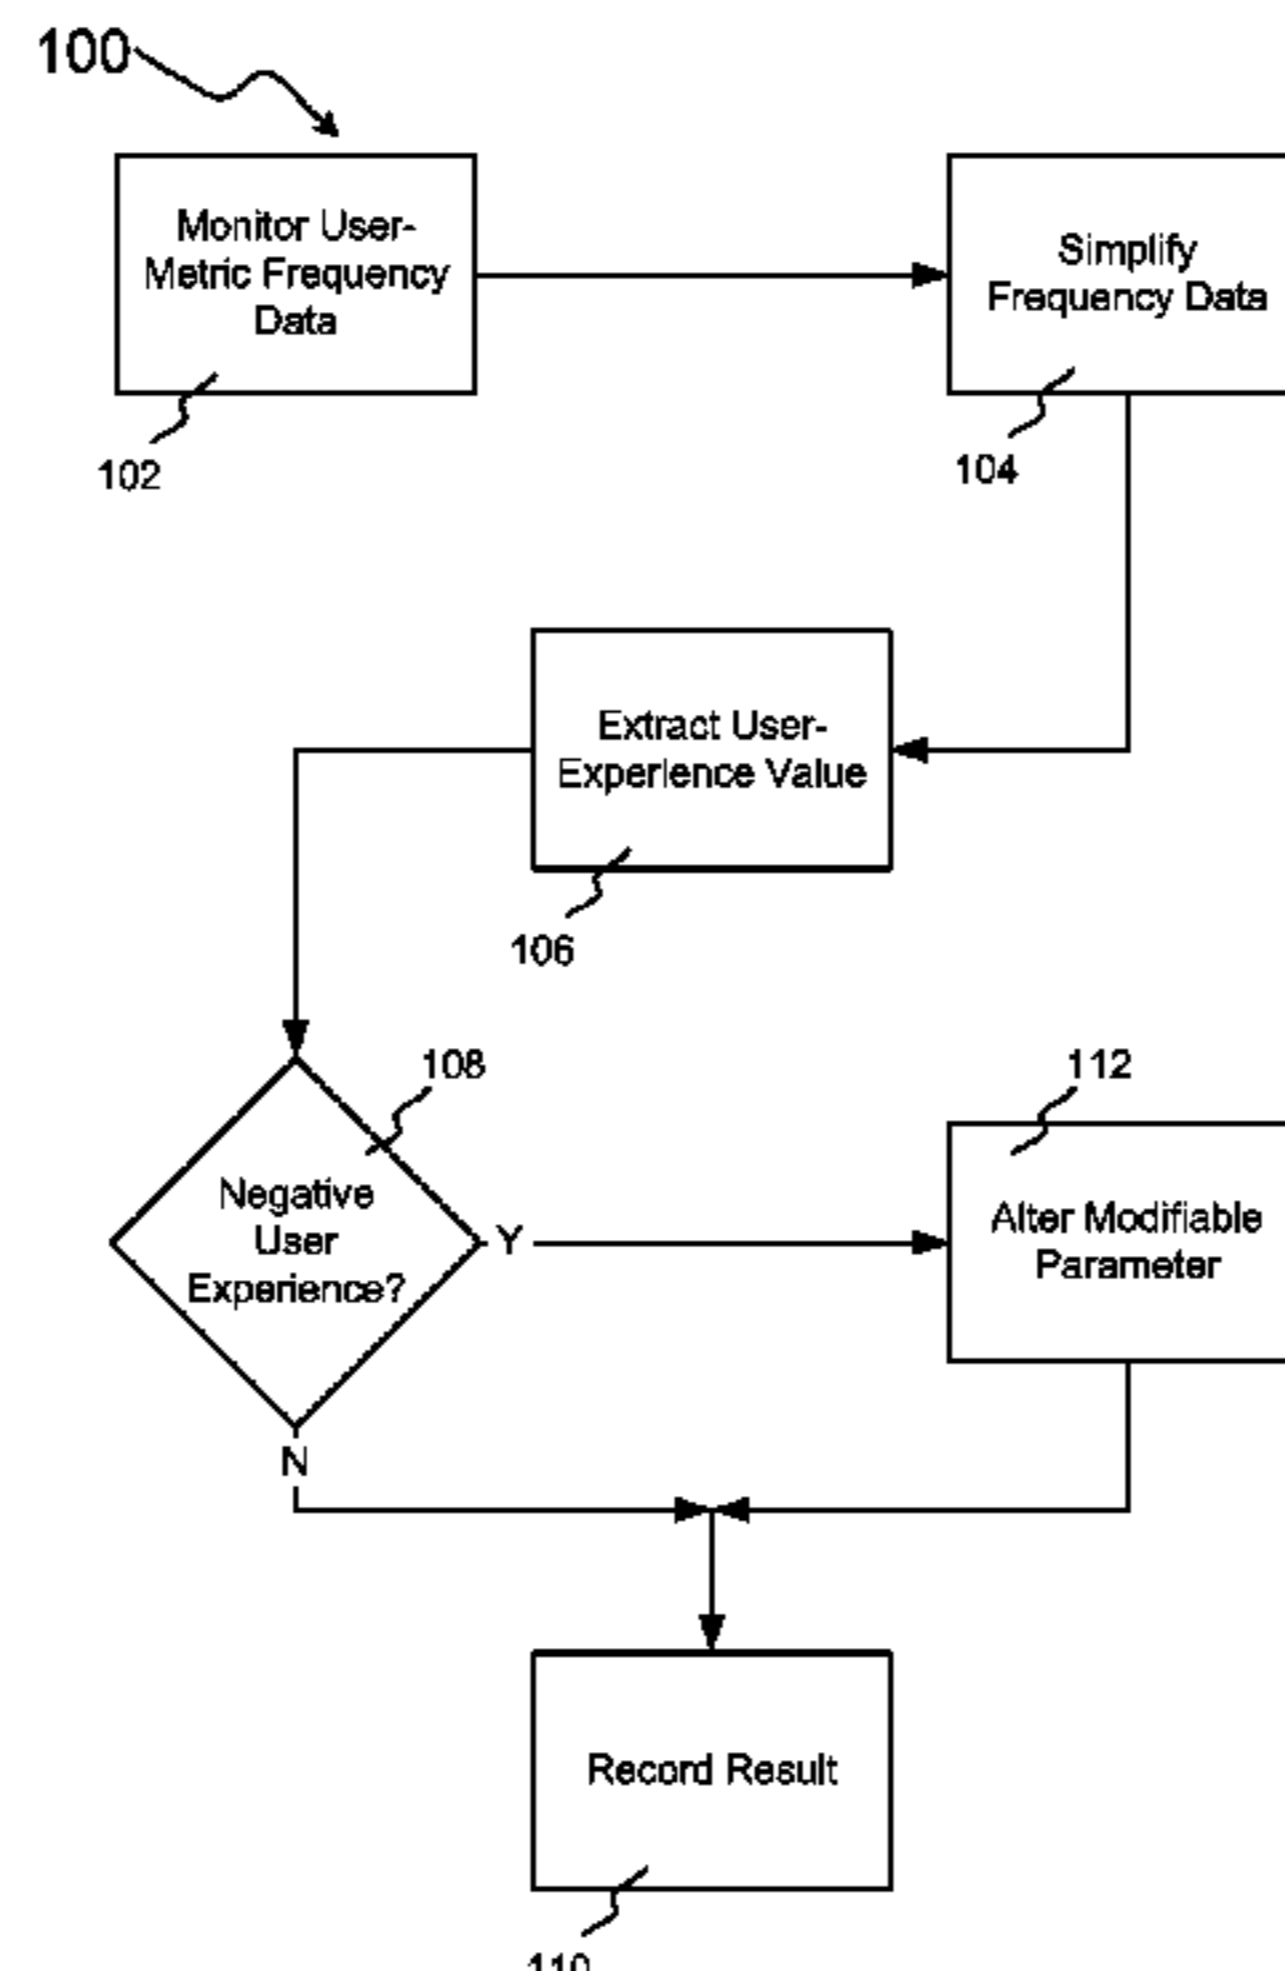 100
Monitor User-
Metric Frequency
Data
102
Simplify
Frequency Data
104
Extract User-
Experience Value
106
108
Negative
User
Experience?
Y
N
112
Alter Modifiable
Parameter
Record Result
110